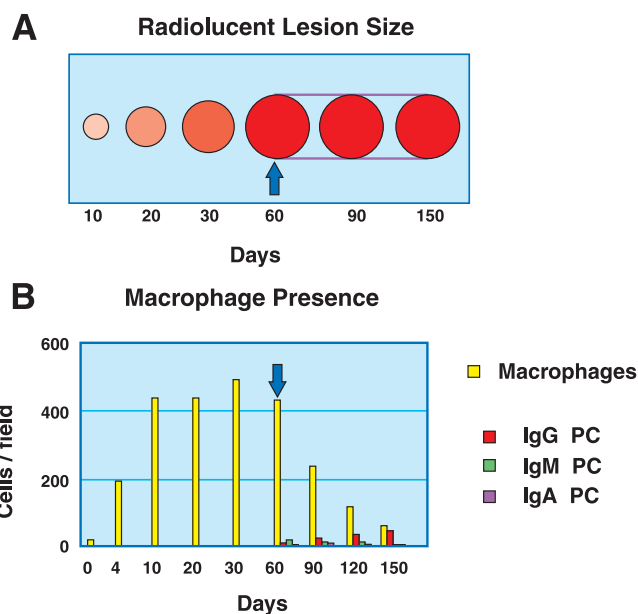 A
Radiolucent Lesion Size
10 20 30 60 90 150
Days
B
Macrophage Presence
600
400
200
0
Cells / field
0 4 10 20 30 60 90 120 150
Days
Macrophages
IgG PC
IgM PC
IgA PC